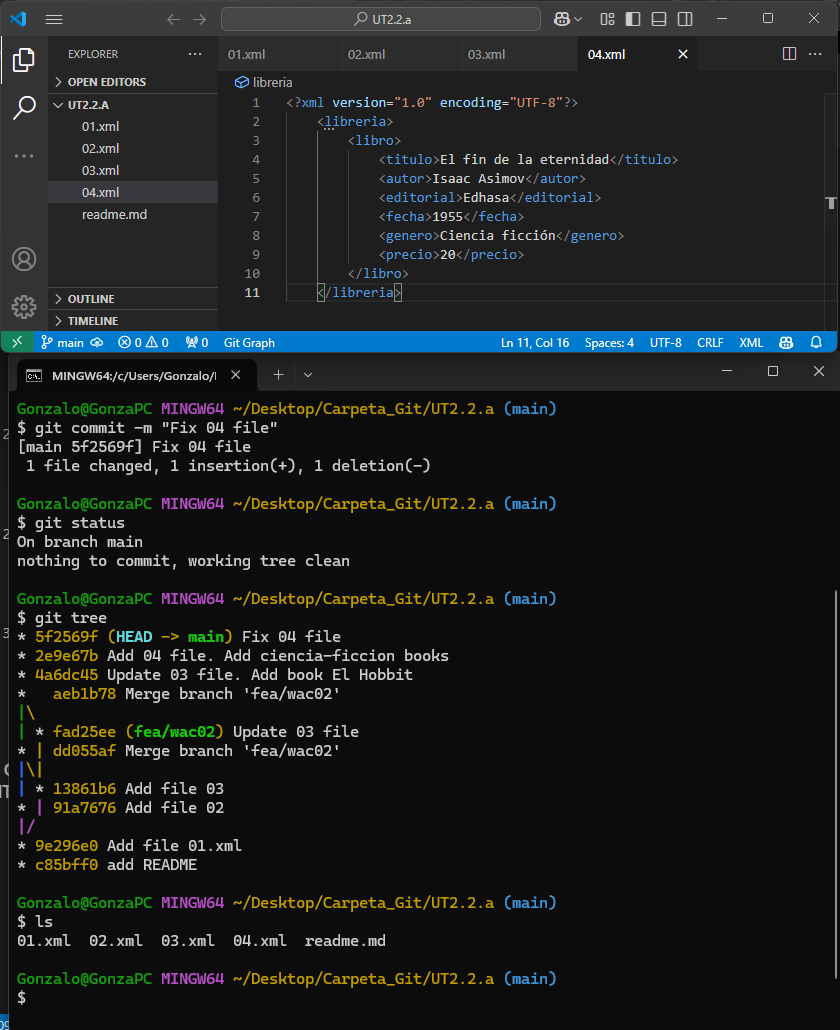 UT2.2.a
EXPLORER
01.xml
02.xml
03.xml
04.xml
OPEN EDITORS
UT2.2.A
01.xml
02.xml
03.xml
04.xml
readme.md
OUTLINE
TIMELINE
libreria
1 <?xml version="1.0" encoding="UTF-8"?>
2 <libreria>
3 <libro>
4 <titulo>El fin de la eternidad</titulo>
5 <autor>Isaac Asimov</autor>
6 <editorial>Edhasa</editorial>
7 <fecha>1955</fecha>
8 <genero>Ciencia ficción</genero>
9 <precio>20</precio>
10 </libro>
11 </libreria>
main 0 0 0 Git Graph Ln 11, Col 16 Spaces: 4 UTF-8 CRLF XML
MINGW64:/c/Users/Gonzalo/
Gonzalo@GonzaPC MINGW64 ~/Desktop/Carpeta_Git/UT2.2.a (main)
$ git commit -m "Fix 04 file"
[main 5f2569f] Fix 04 file
1 file changed, 1 insertion(+), 1 deletion(-)
Gonzalo@GonzaPC MINGW64 ~/Desktop/Carpeta_Git/UT2.2.a (main)
$ git status
On branch main
nothing to commit, working tree clean
Gonzalo@GonzaPC MINGW64 ~/Desktop/Carpeta_Git/UT2.2.a (main)
$ git tree
* 5f2569f (HEAD -> main) Fix 04 file
* 2e9e67b Add 04 file. Add ciencia-ficcion books
* 4a6dc45 Update 03 file. Add book El Hobbit
*   aeb1b78 Merge branch 'fea/wac02'
|\
| * fad25ee (fea/wac02) Update 03 file
* | dd055af Merge branch 'fea/wac02'
|\|
| * 13861b6 Add file 03
* | 91a7676 Add file 02
|/
* 9e296e0 Add file 01.xml
* c85bff0 add README
Gonzalo@GonzaPC MINGW64 ~/Desktop/Carpeta_Git/UT2.2.a (main)
$ ls
01.xml  02.xml  03.xml  04.xml  readme.md
Gonzalo@GonzaPC MINGW64 ~/Desktop/Carpeta_Git/UT2.2.a (main)
$